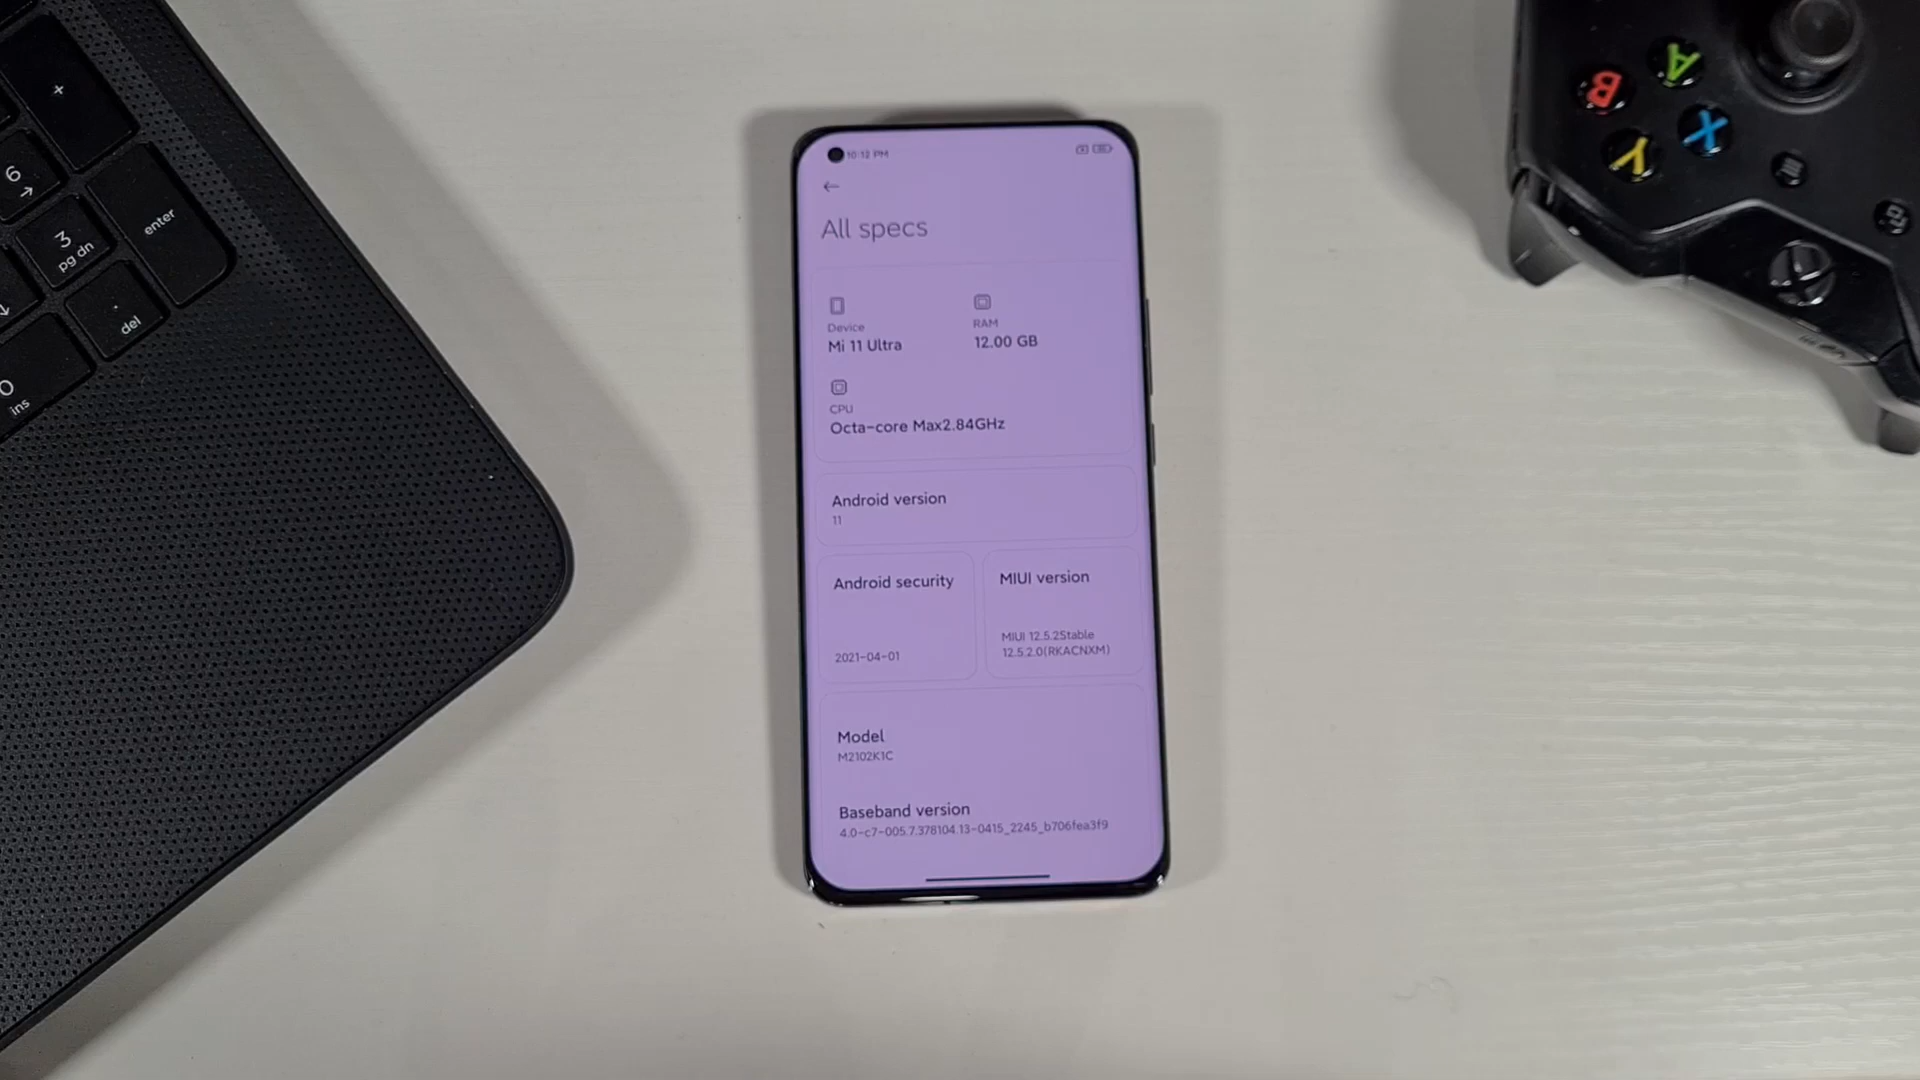 +
6
→
enter
3
pg dn
.
del
0
ins
10:12 PM
←
All specs
Device
Mi 11 Ultra
RAM
12.00 GB
CPU
Octa-core Max2.84GHz
Android version
11
Android security
2021-04-01
MIUI version
MIUI 12.5.2Stable
12.5.2.0(RKACNXM)
Model
M2102K1C
Baseband version
4.0-c7-005.7.378104.13-0415_2245_b706fea3f9
A
B
X
Y